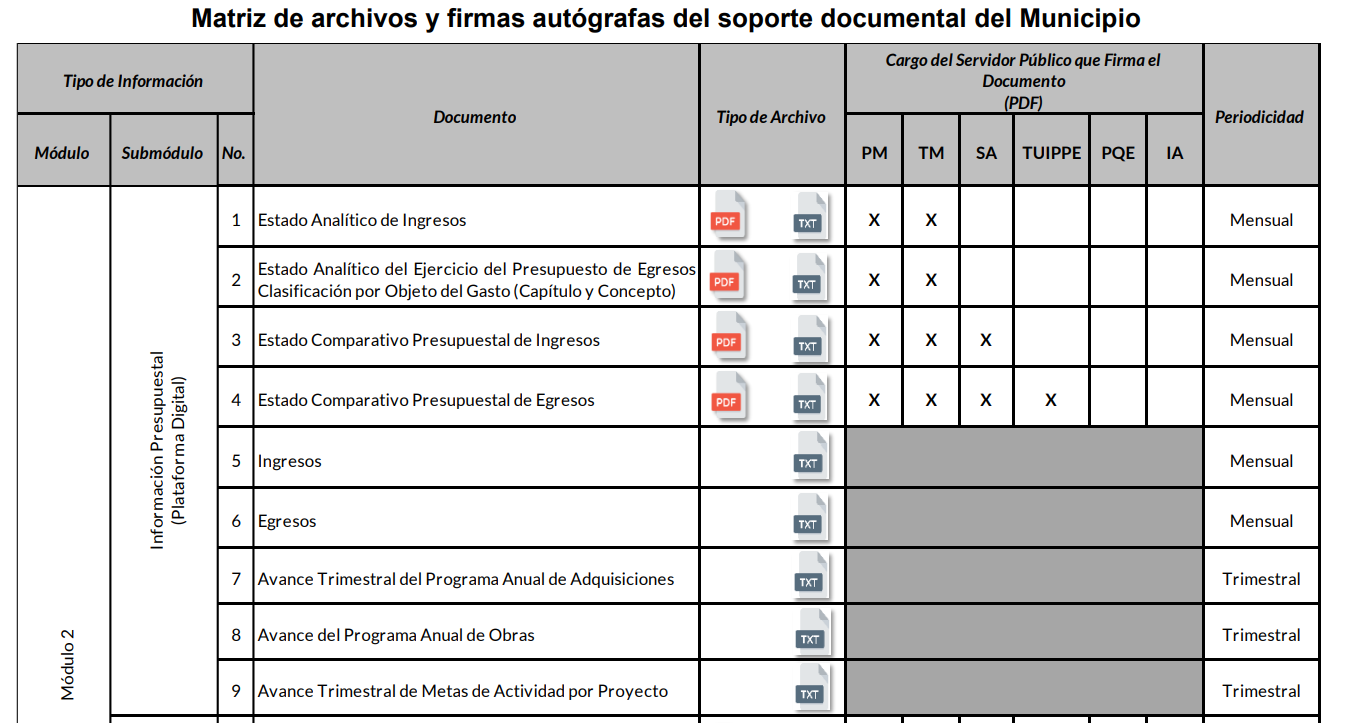 Matriz de archivos y firmas autógrafas del soporte documental del Municipio
Tipo de Información
Documento
Tipo de Archivo
Cargo del Servidor Público que Firma el
Documento
(PDF)
Periodicidad
Módulo
Submódulo
No.
PM
TM
SA
TUIPPE
PQE
IA
Módulo 2
Información Presupuestal
(Plataforma Digital)
1
Estado Analítico de Ingresos
PDF
TXT
X
X
Mensual
2
Estado Analítico del Ejercicio del Presupuesto de Egresos
Clasificación por Objeto del Gasto (Capítulo y Concepto)
PDF
TXT
X
X
Mensual
3
Estado Comparativo Presupuestal de Ingresos
PDF
TXT
X
X
X
Mensual
4
Estado Comparativo Presupuestal de Egresos
PDF
TXT
X
X
X
X
Mensual
5
Ingresos
TXT
Mensual
6
Egresos
TXT
Mensual
7
Avance Trimestral del Programa Anual de Adquisiciones
TXT
Trimestral
8
Avance del Programa Anual de Obras
TXT
Trimestral
9
Avance Trimestral de Metas de Actividad por Proyecto
TXT
Trimestral